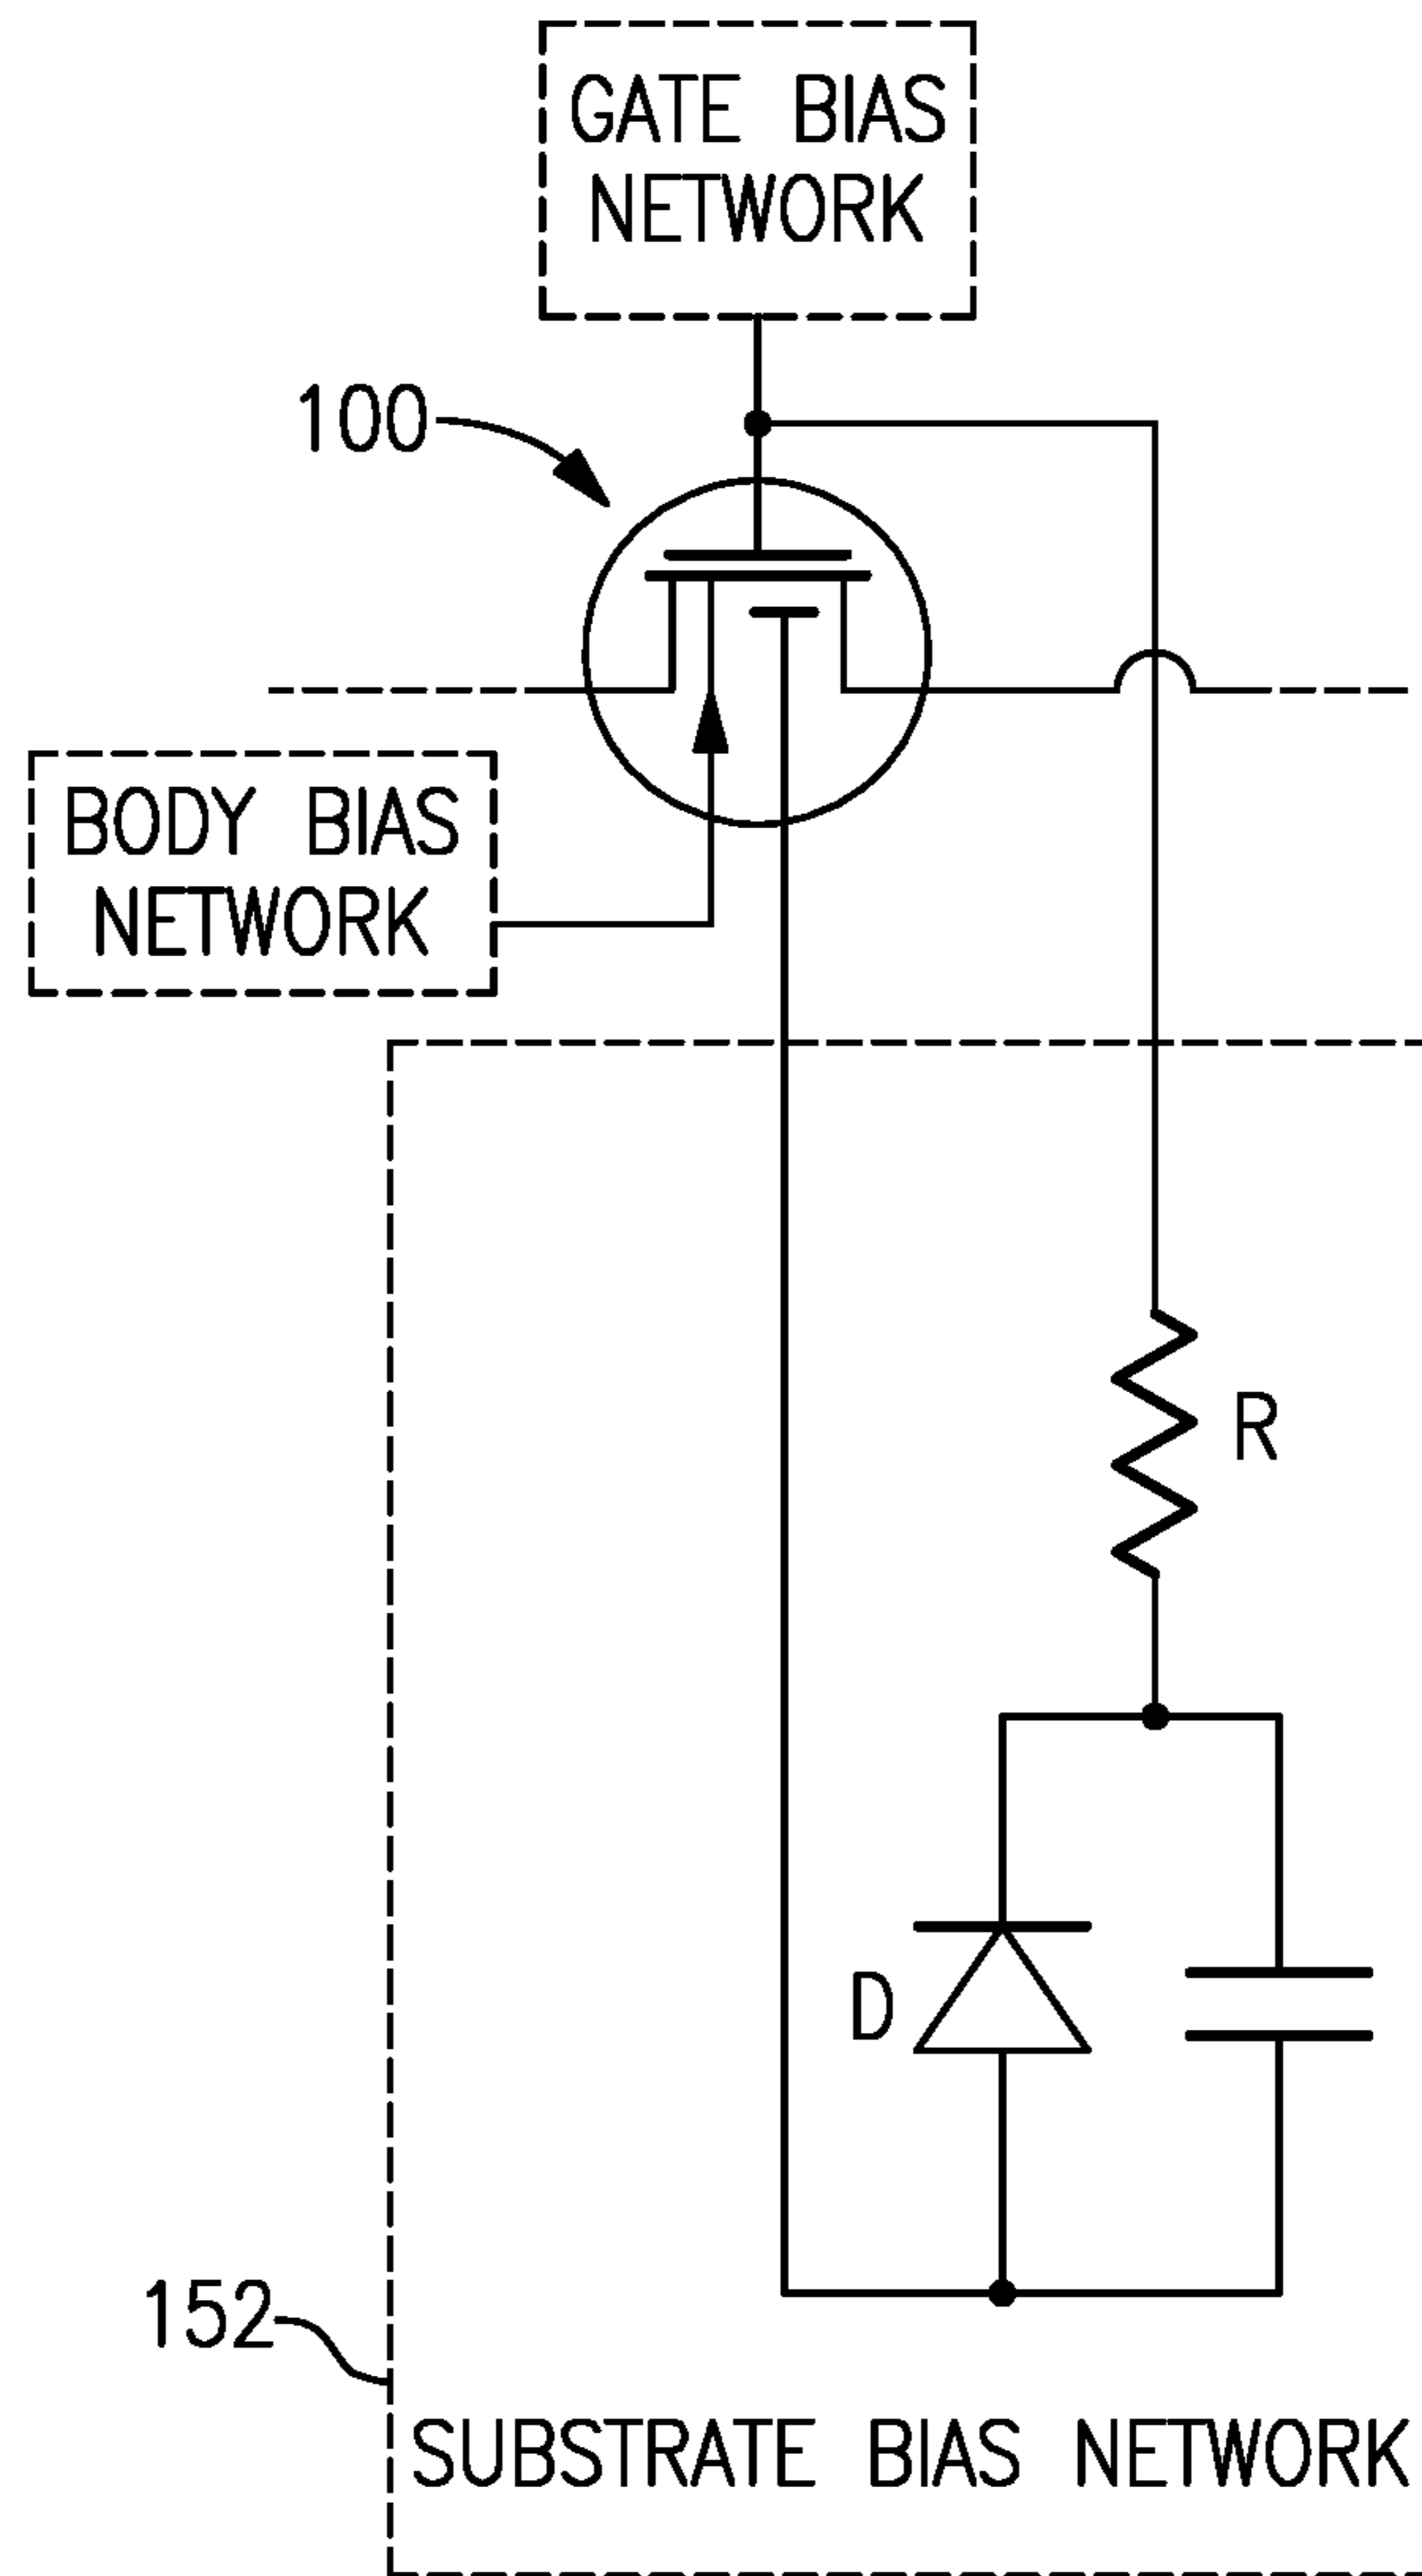 GATE BIAS
NETWORK
100
BODY BIAS
NETWORK
R
D
152
SUBSTRATE BIAS NETWORK